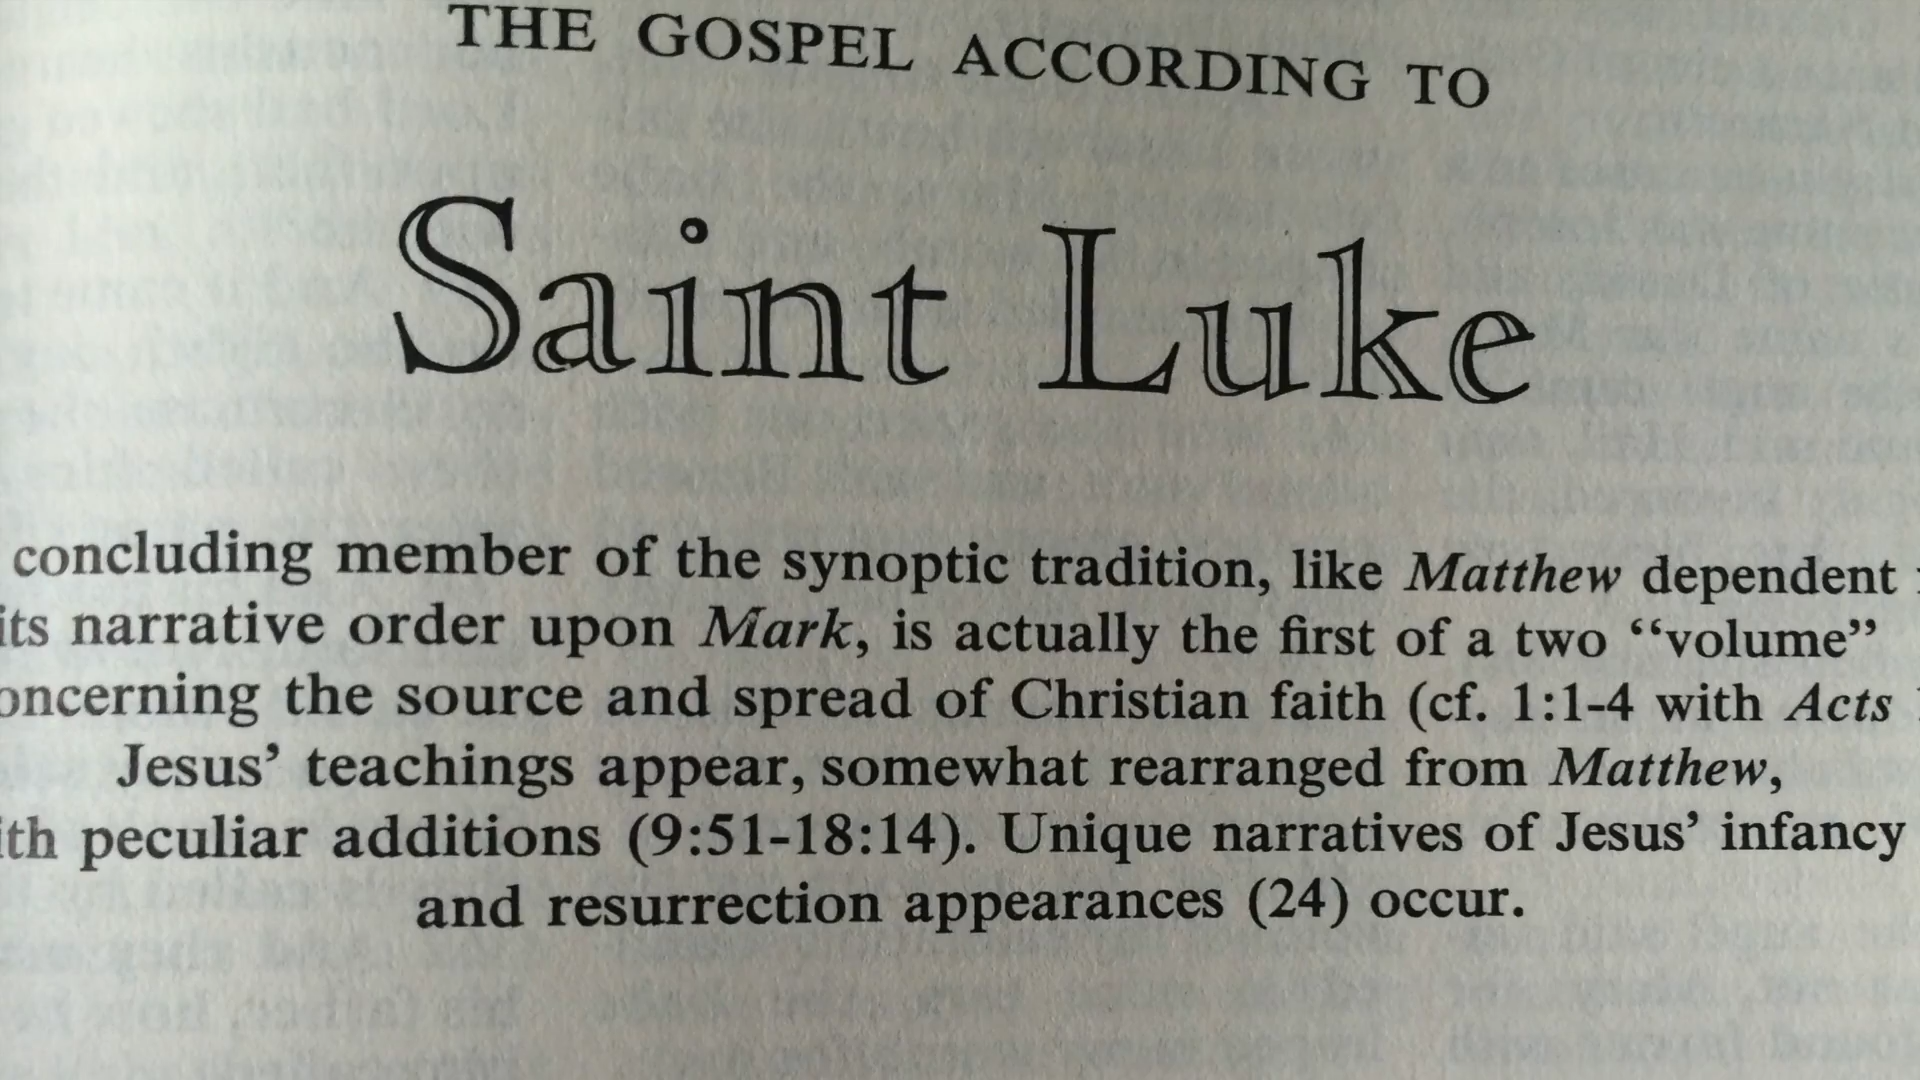 THE GOSPEL ACCORDING TO
Saint Luke
concluding member of the synoptic tradition, like Matthew dependent
its narrative order upon Mark, is actually the first of a two “volume”
oncerning the source and spread of Christian faith (cf. 1:1-4 with Acts
Jesus’ teachings appear, somewhat rearranged from Matthew,
ith peculiar additions (9:51-18:14). Unique narratives of Jesus’ infancy
and resurrection appearances (24) occur.